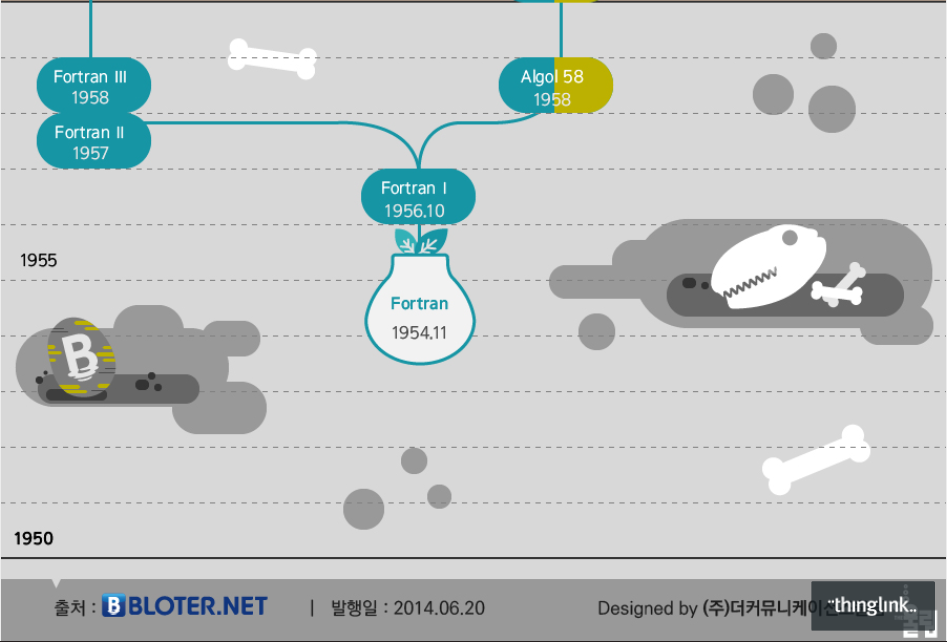 Fortran III
1958
Algol 58
1958
Fortran II
1957
Fortran I
1956.10
1955
Fortran
1954.11
B
1950
출처 : BLOTER.NET
| 발행일 : 2014.06.20
Designed by (주)더커뮤니케이션
thinglink..